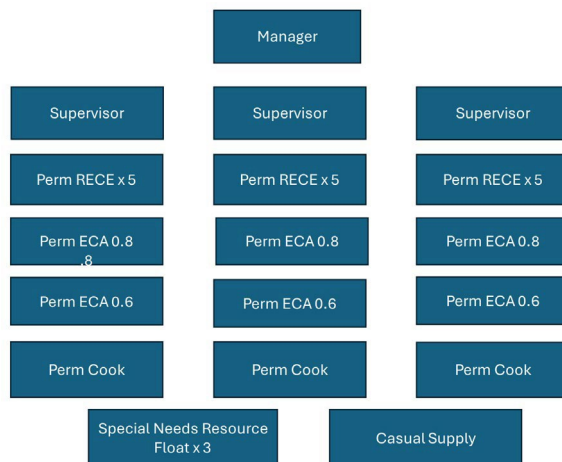 Manager
Supervisor
Supervisor
Supervisor
Perm RECE x 5
Perm RECE x 5
Perm RECE x 5
Perm ECA 0.8
.8
Perm ECA 0.8
Perm ECA 0.8
Perm ECA 0.6
Perm ECA 0.6
Perm ECA 0.6
Perm Cook
Perm Cook
Perm Cook
Special Needs Resource
Float x 3
Casual Supply